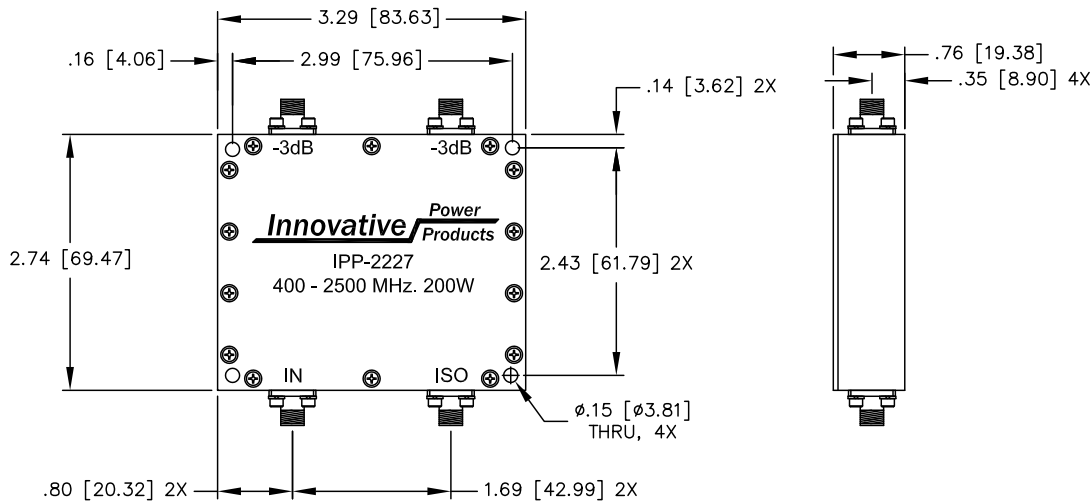 3.29 [83.63]
.16 [4.06]
2.99 [75.96]
.76 [19.38]
.35 [8.90] 4X
.14 [3.62] 2X
-3dB
-3dB
Innovative Power Products
2.74 [69.47]
2.43 [61.79] 2X
IPP-2227
400 - 2500 MHz. 200W
IN
ISO
ø.15 [ø3.81]
THRU, 4X
.80 [20.32] 2X
1.69 [42.99] 2X